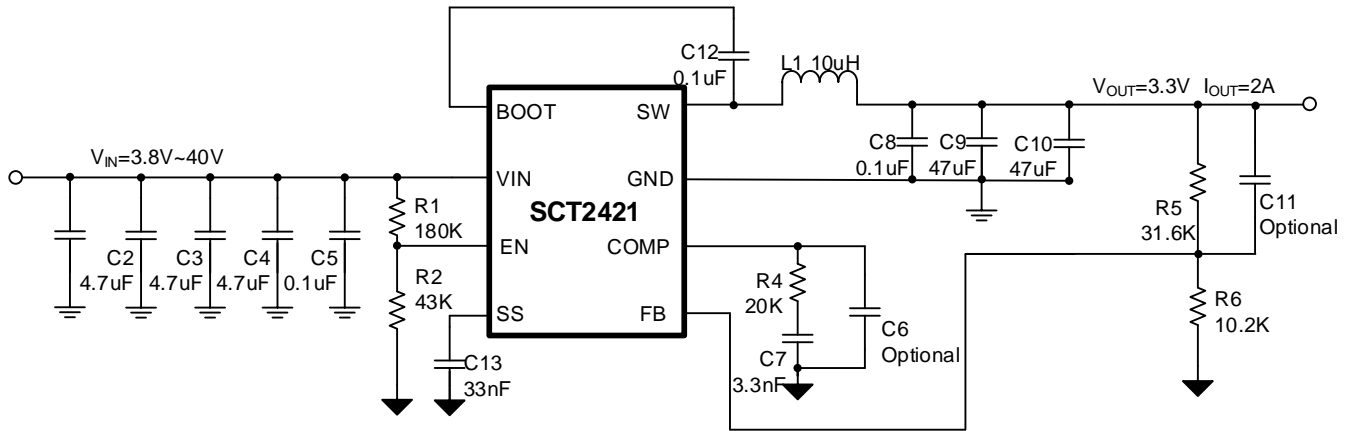 C12
0.1uF
L1 10uH
BOOT
SW
VOUT=3.3V IOUT=2A
VIN=3.8V~40V
C8
0.1uF
C9
47uF
C10
47uF
VIN
GND
SCT2421
R1
180K
R5
31.6K
C11
Optional
C2
4.7uF
C3
4.7uF
C4
4.7uF
C5
0.1uF
EN
COMP
R2
43K
R4
20K
R6
10.2K
SS
FB
C6
Optional
C13
33nF
C7
3.3nF